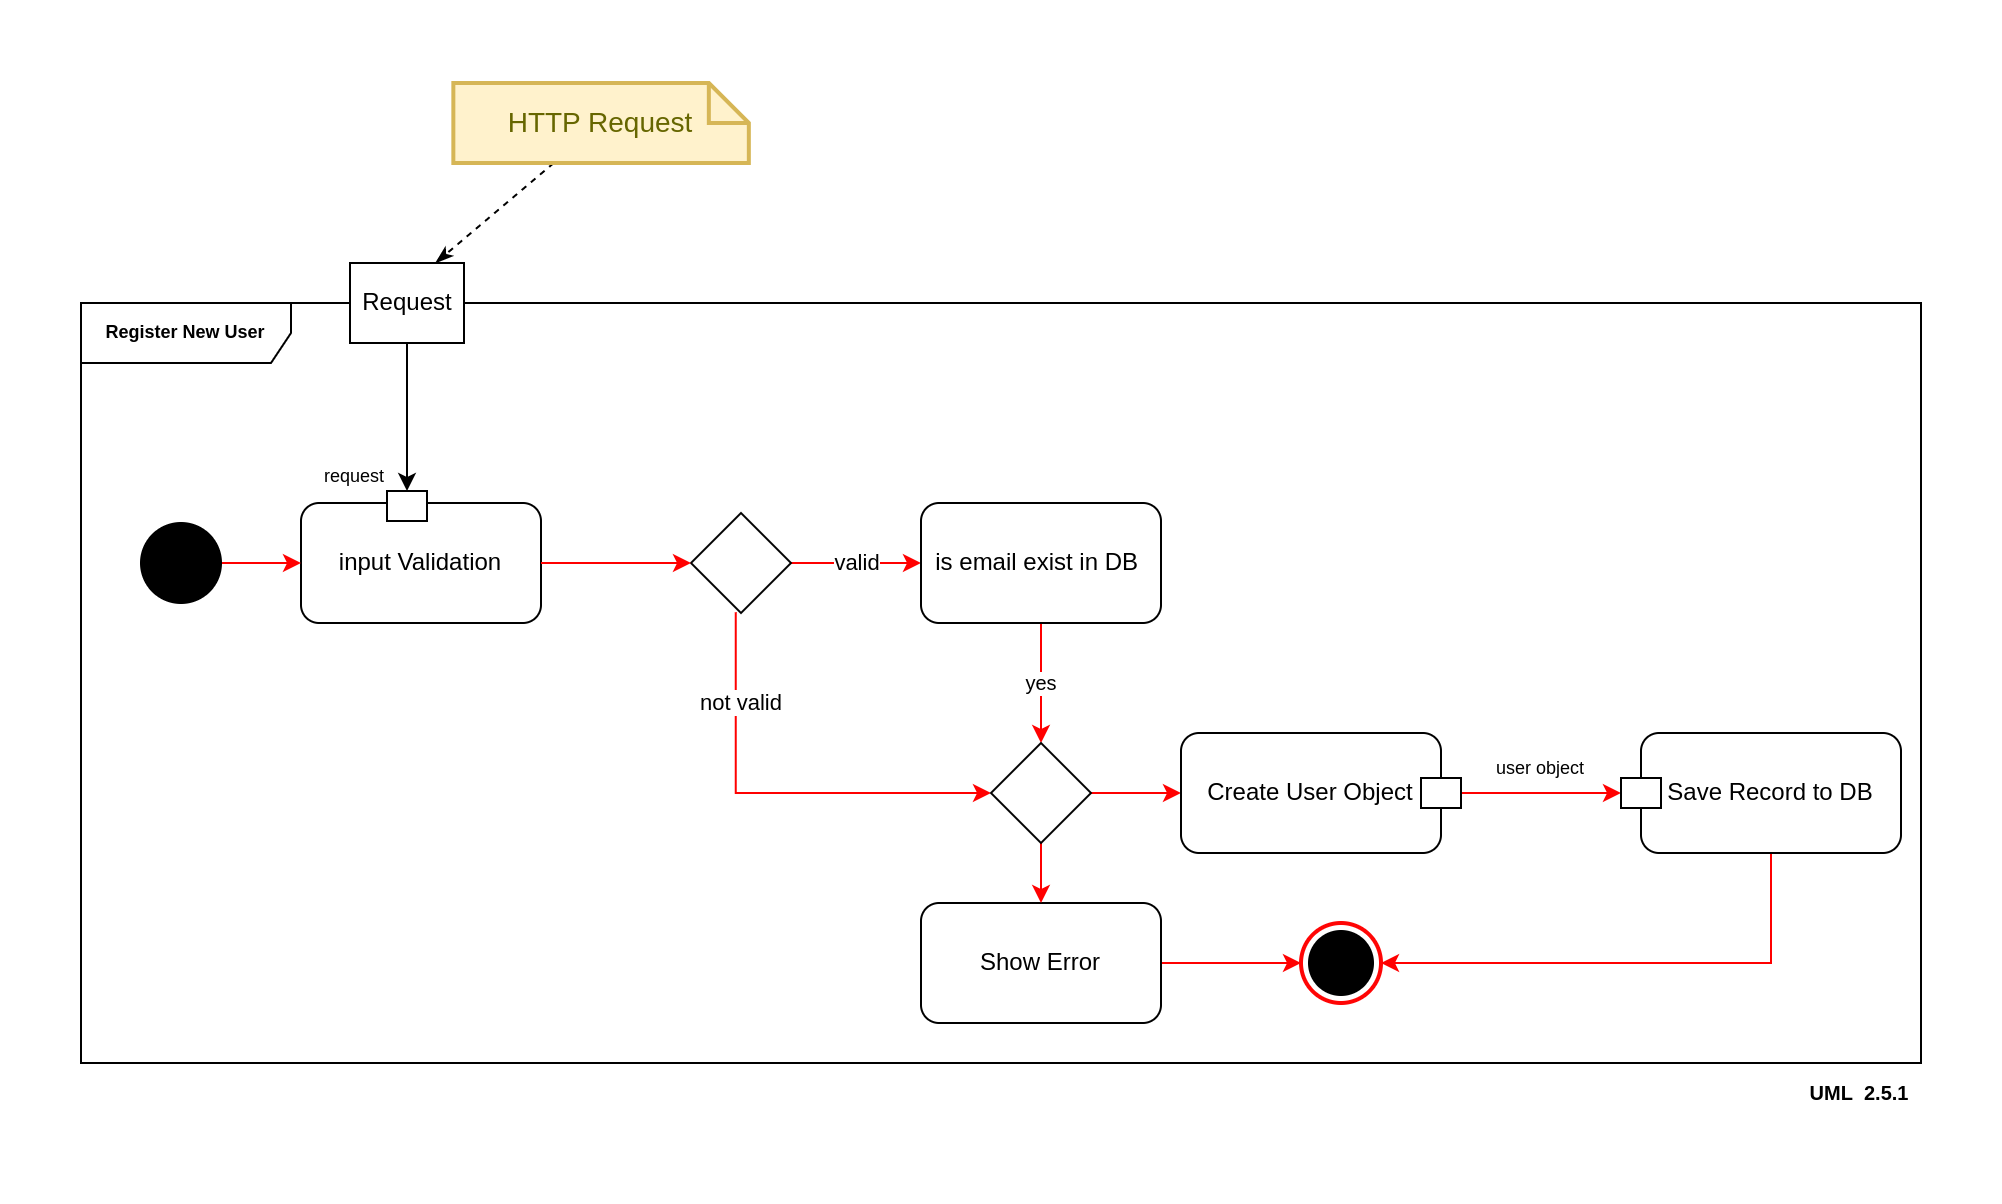 HTTP Request
Request
Register New User
request
input Validation
valid
is email exist in DB
yes
not valid
user object
Create User Object
Save Record to DB
Show Error
UML  2.5.1